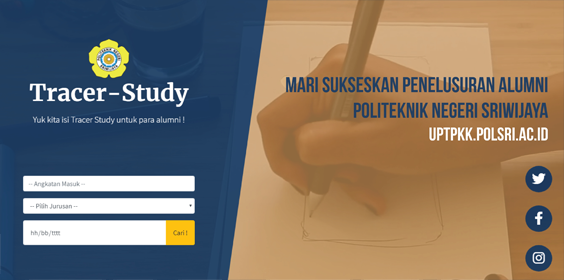 Tracer-Study
Yuk kita isi Tracer Study untuk para alumni !
-- Angkatan Masuk --
-- Pilih Jurusan --
hh/bb/tttt
Cari !
MARI SUKSESKAN PENELUSURAN ALUMNI
POLITEKNIK NEGERI SRIWIJAYA
UPTPKK.POLSRI.AC.ID